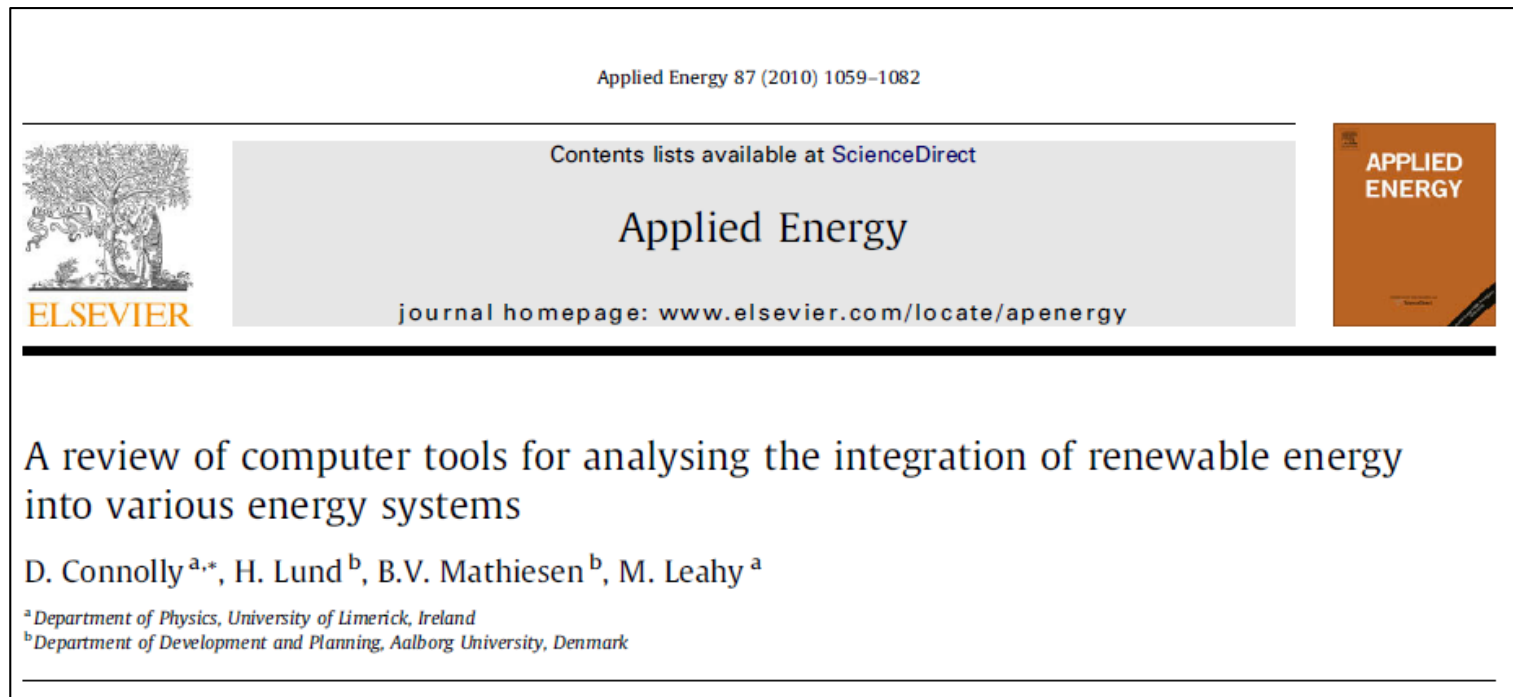 Applied Energy 87 (2010) 1059–1082
Contents lists available at ScienceDirect
Applied Energy
journal homepage: www.elsevier.com/locate/apenergy
ELSEVIER
APPLIED
ENERGY
A review of computer tools for analysing the integration of renewable energy
into various energy systems
D. Connolly a,*, H. Lund b, B.V. Mathiesen b, M. Leahy a
a Department of Physics, University of Limerick, Ireland
b Department of Development and Planning, Aalborg University, Denmark